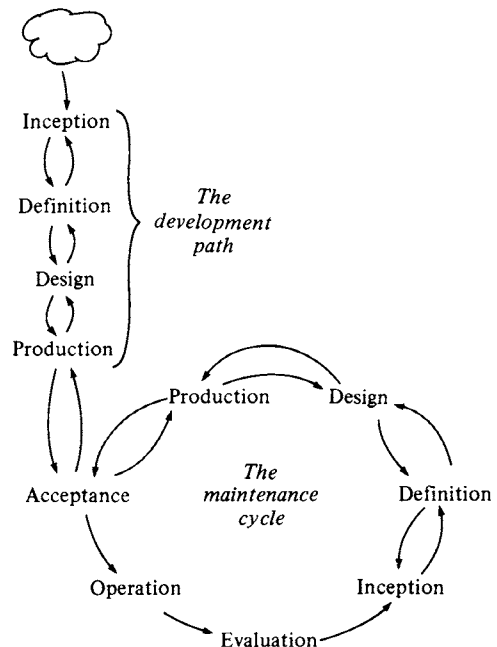 Inception
Definition
The
development
path
Design
Production
Production
Design
Acceptance
The
maintenance
cycle
Definition
Operation
Inception
Evaluation